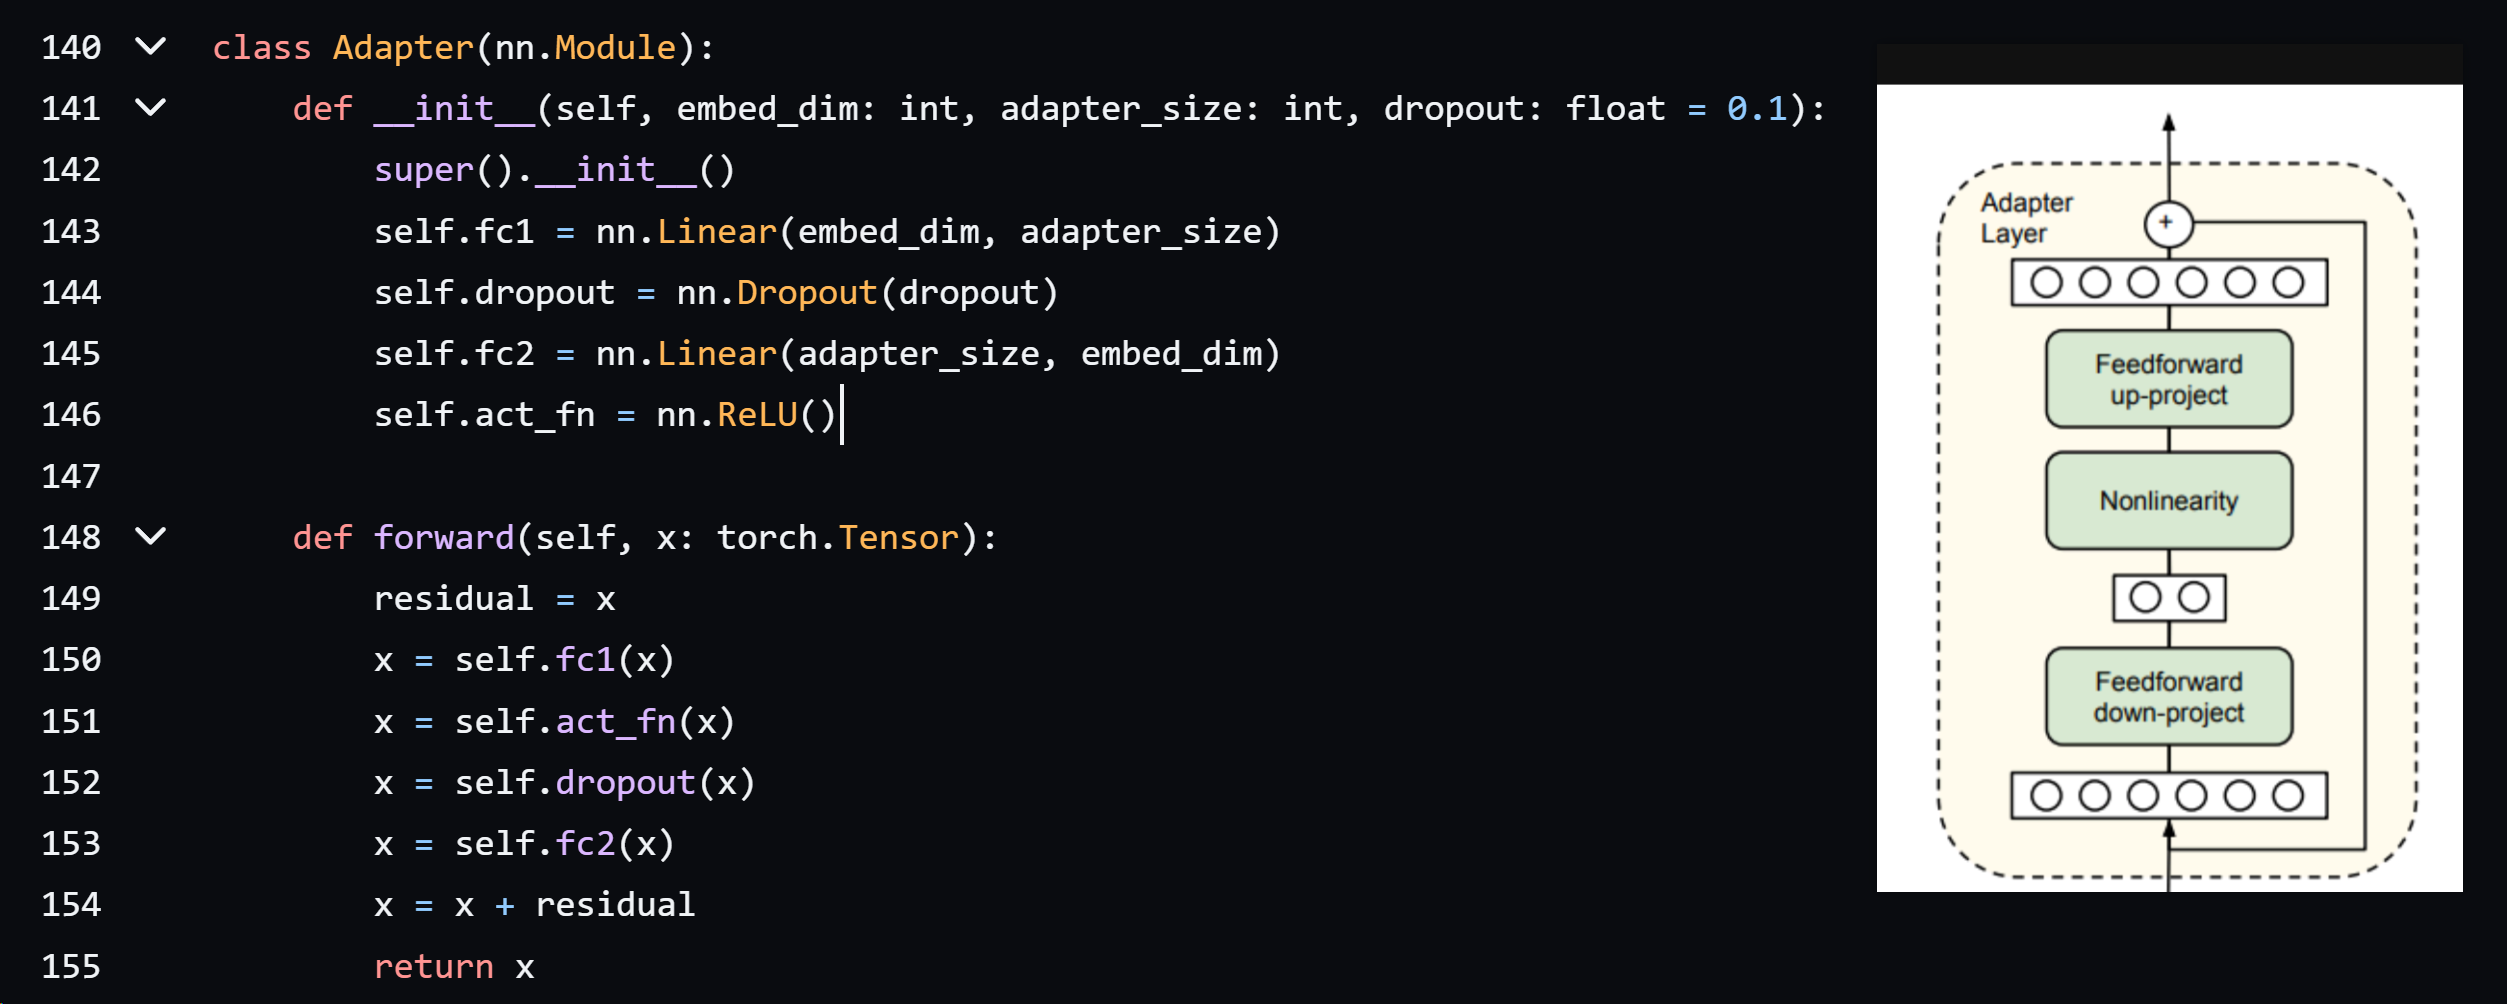 140 class Adapter(nn.Module):
141 def __init__(self, embed_dim: int, adapter_size: int, dropout: float = 0.1):
142 super().__init__()
143 self.fc1 = nn.Linear(embed_dim, adapter_size)
144 self.dropout = nn.Dropout(dropout)
145 self.fc2 = nn.Linear(adapter_size, embed_dim)
146 self.act_fn = nn.ReLU()
147
148 def forward(self, x: torch.Tensor):
149 residual = x
150 x = self.fc1(x)
151 x = self.act_fn(x)
152 x = self.dropout(x)
153 x = self.fc2(x)
154 x = x + residual
155 return x
Adapter
Layer
+
Feedforward
up-project
Nonlinearity
Feedforward
down-project